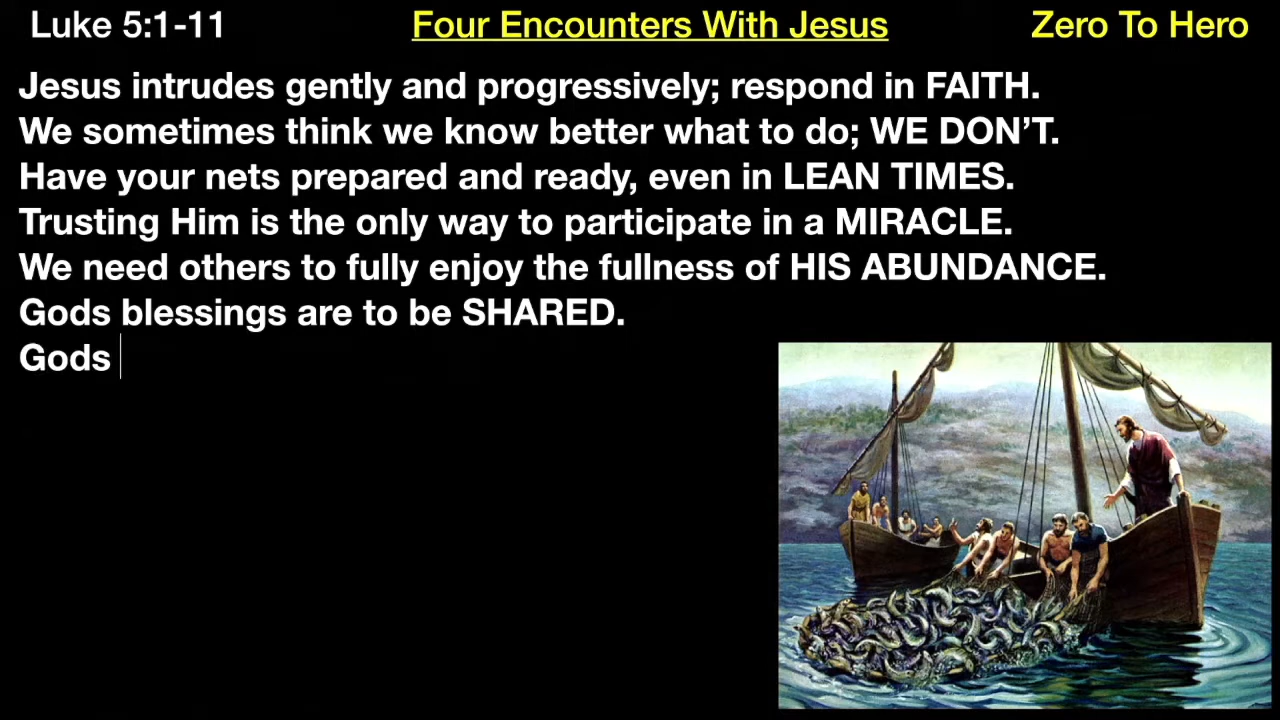 Luke 5:1-11 Four Encounters With Jesus Zero To Hero
Jesus intrudes gently and progressively; respond in FAITH.
We sometimes think we know better what to do; WE DON’T.
Have your nets prepared and ready, even in LEAN TIMES.
Trusting Him is the only way to participate in a MIRACLE.
We need others to fully enjoy the fullness of HIS ABUNDANCE.
Gods blessings are to be SHARED.
Gods